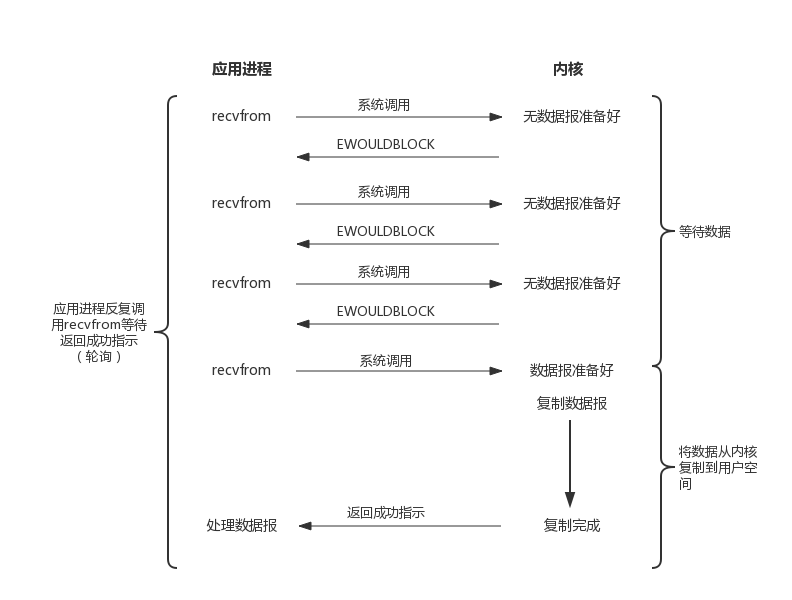 应用进程
内核
recvfrom
系统调用
无数据报准备好
EWOULDBLOCK
recvfrom
系统调用
无数据报准备好
EWOULDBLOCK
等待数据
recvfrom
系统调用
无数据报准备好
EWOULDBLOCK
应用进程反复调
用recvfrom等待
返回成功指示
（轮询）
recvfrom
系统调用
数据报准备好
复制数据报
将数据从内核
复制到用户空
间
处理数据报
返回成功指示
复制完成